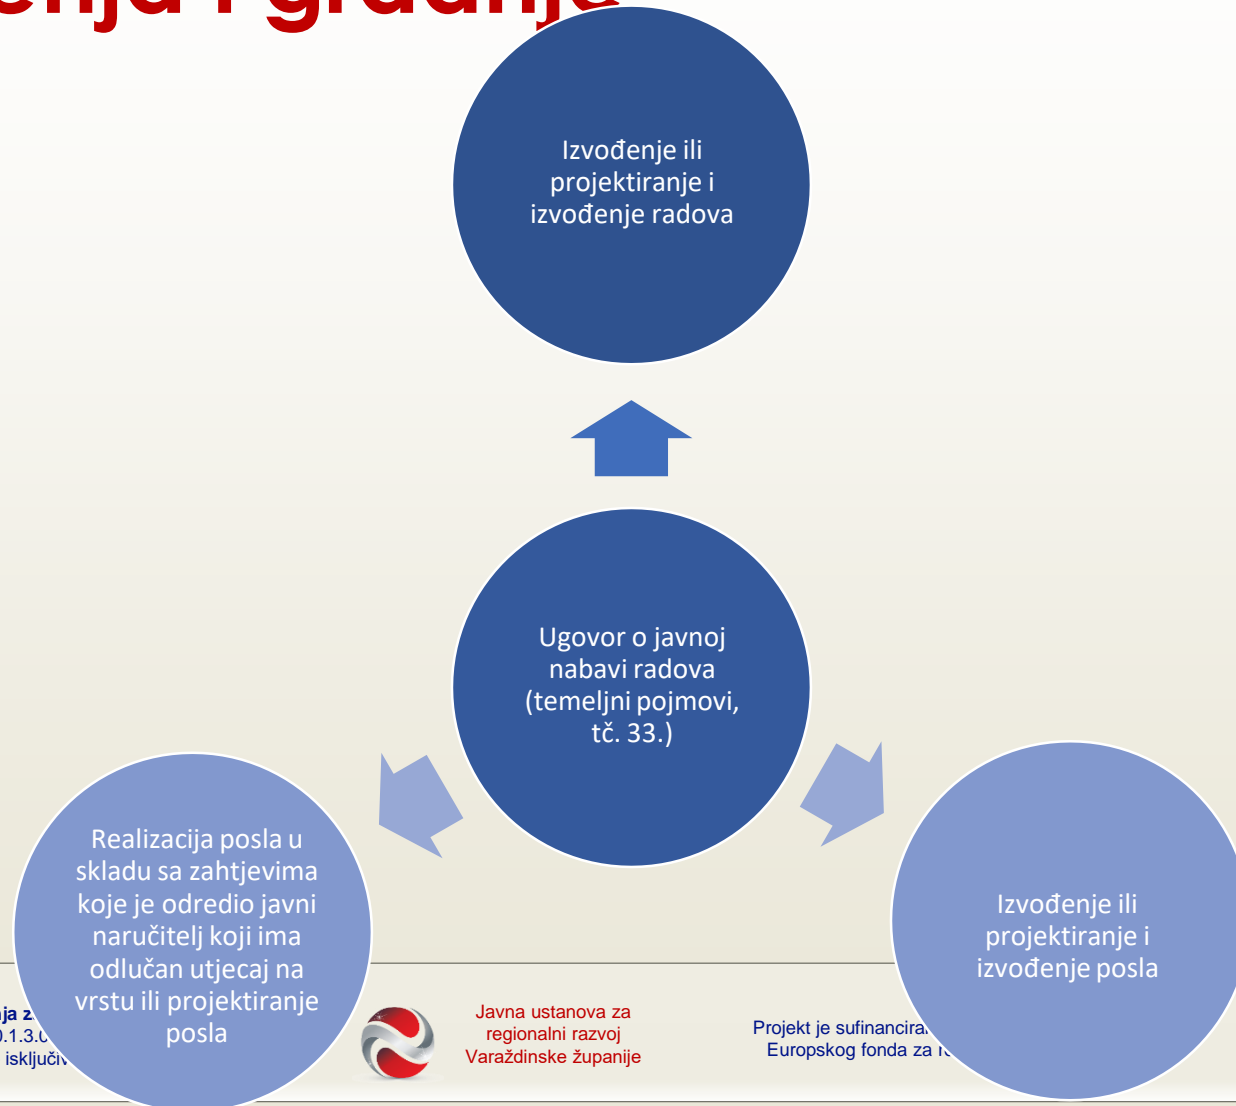 i gradnje
Izvođenje ili
projektiranje i
izvođenje radova
Ugovor o javnoj
nabavi radova
(temeljni pojmovi,
tč. 33.)
Realizacija posla u
skladu sa zahtjevima
koje je odredio javni
naručitelj koji ima
odlučan utjecaj na
vrstu ili projektiranje
posla
Izvođenje ili
projektiranje i
izvođenje posla
Javna ustanova za
regionalni razvoj
Varaždinske županije
Projekt je
Europskog fonda za